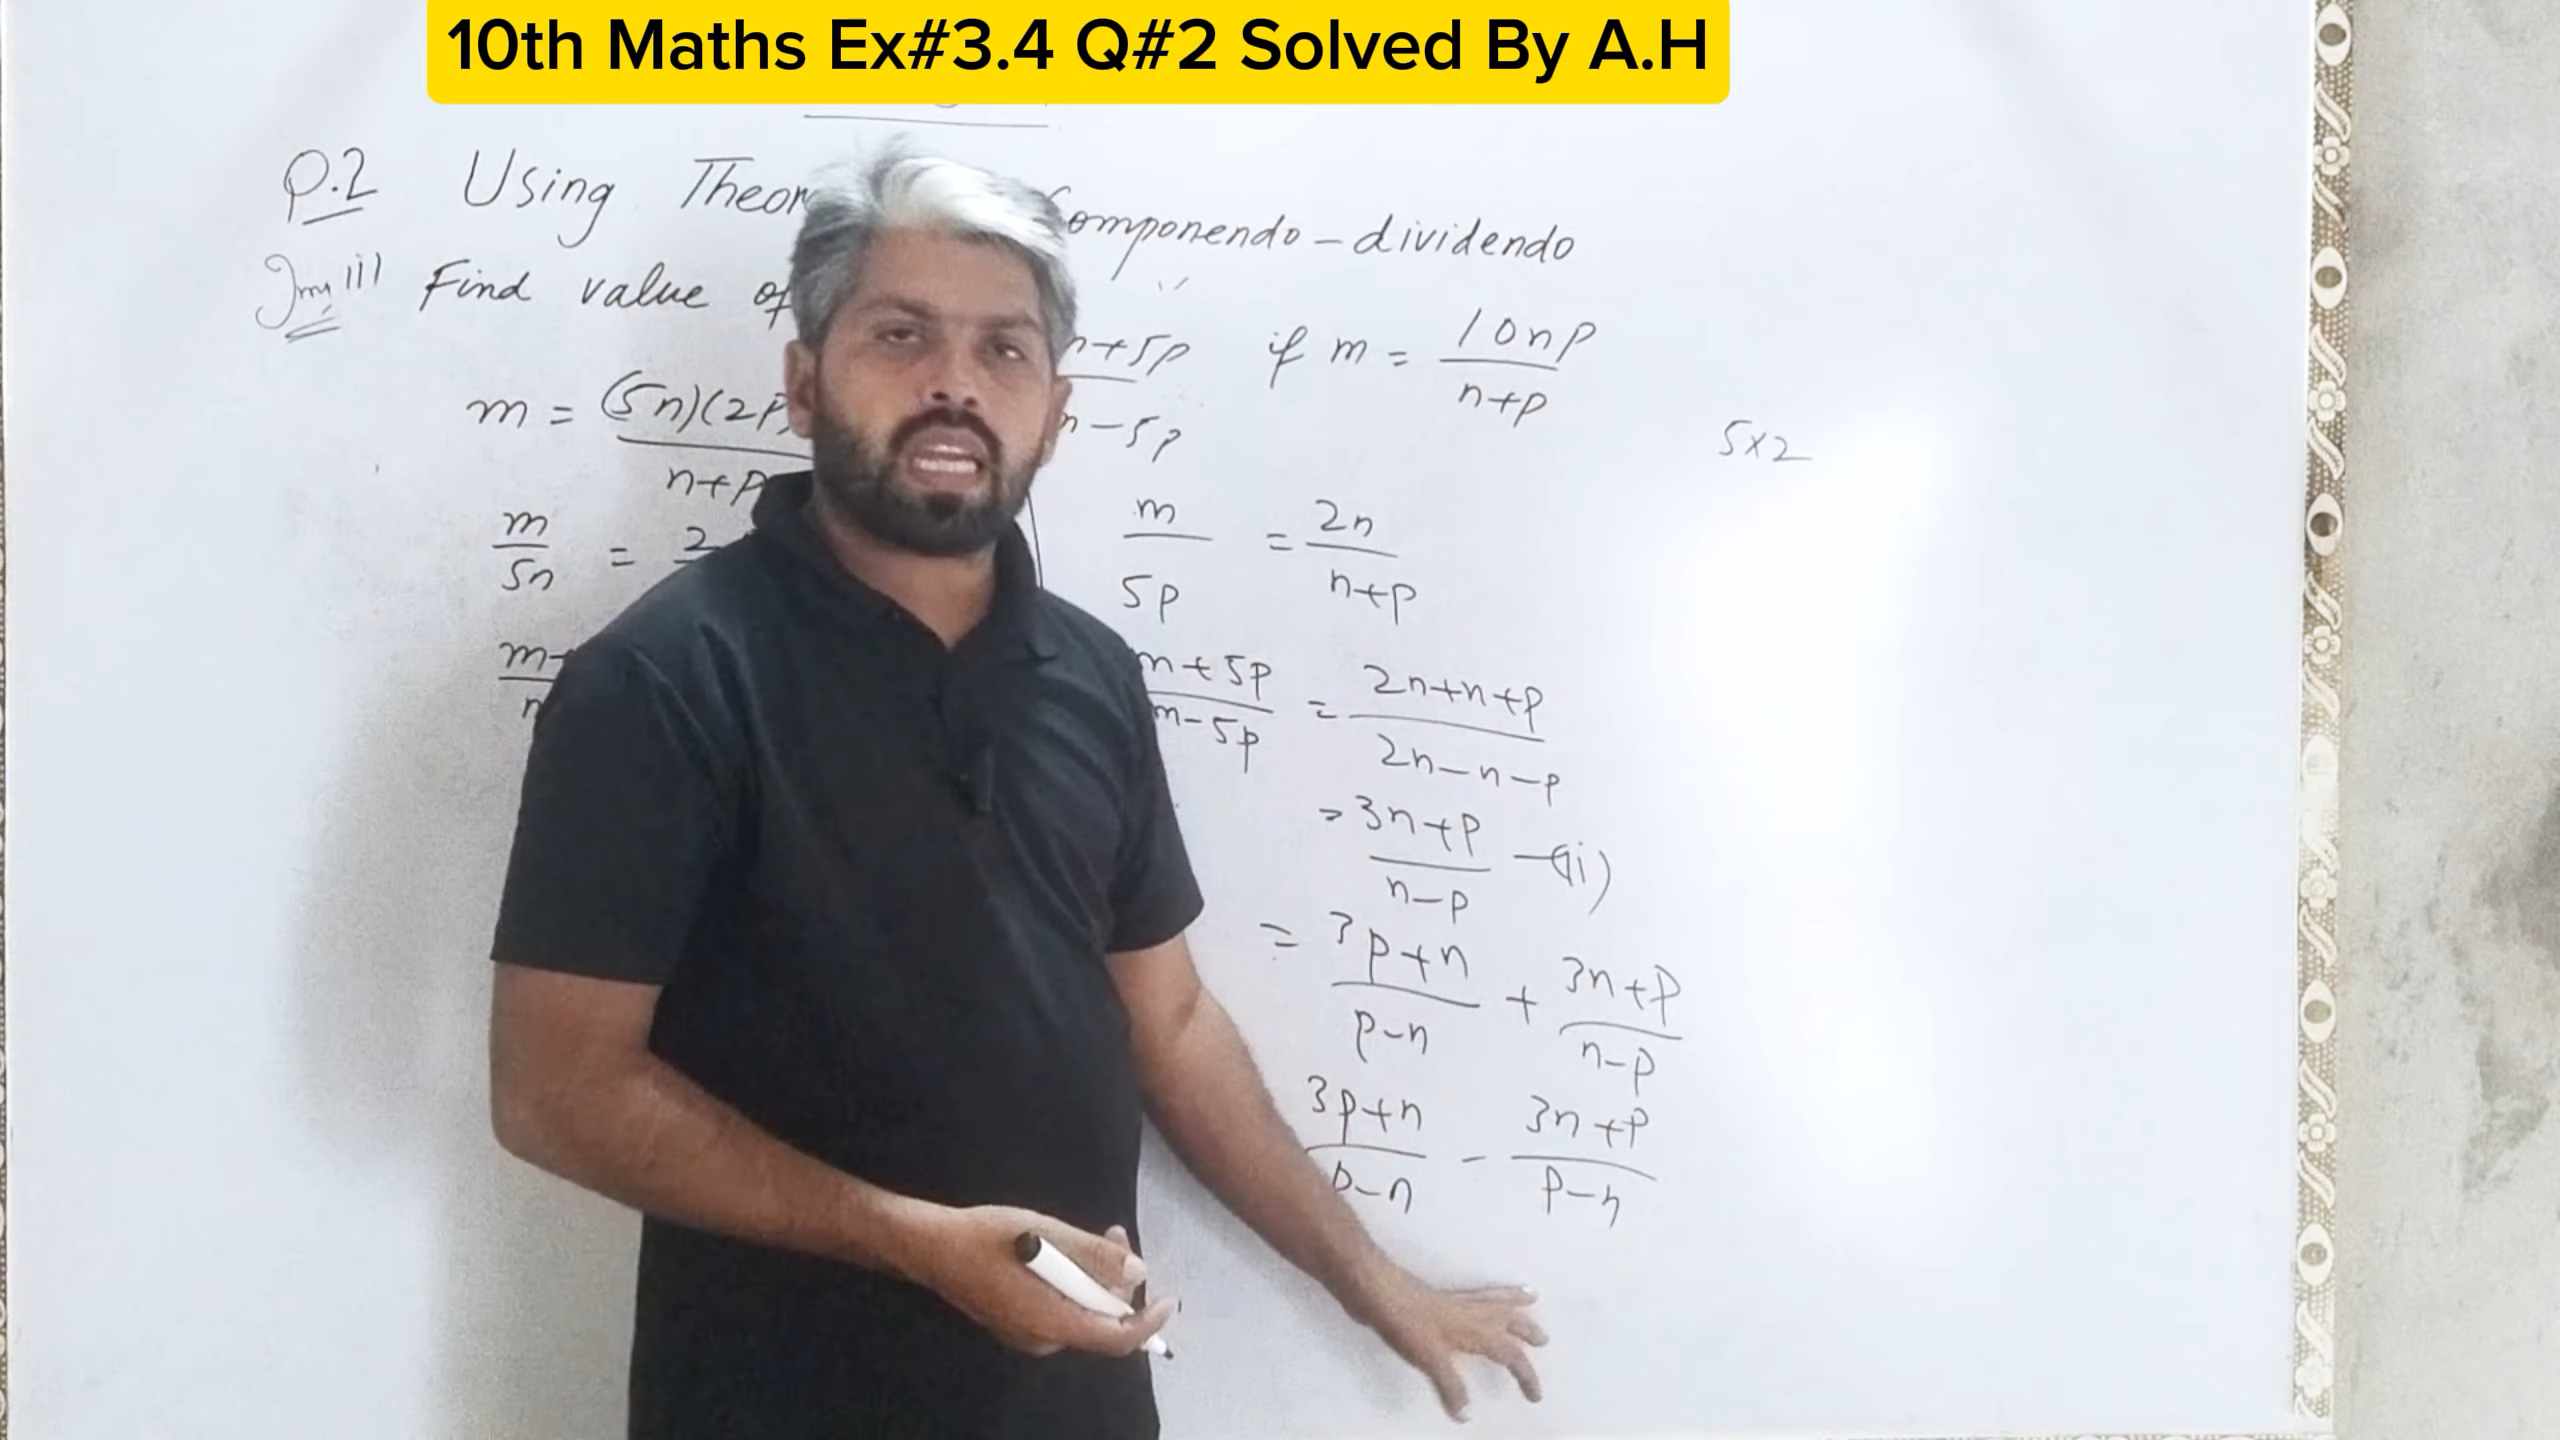 10th Maths Ex#3.4 Q#2 Solved By A.H
Q.2 Using Componendo-dividendo
iii) Find value of n+5p if m = 10np
n-5p n+p
m = (5n)(2p)
n+p
5x2
m/5n = 2
m/5p = 2n/n+p
m+5p/m-5p = 2n+n+p/2n-n-p
= 3n+p/n-p —(ii)
= 3p+n/p-n + 3n+p/n-p
3p+n/p-n - 3n+p/p-n